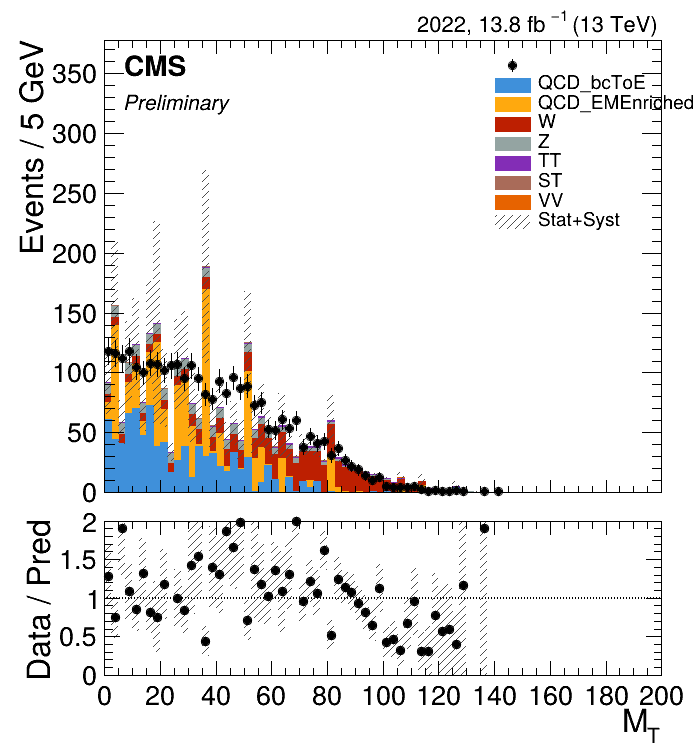 2022, 13.8 fb⁻¹ (13 TeV)
Events / 5 GeV
350
300
250
200
150
100
50
0
CMS
Preliminary
QCD_bcToE
QCD_EMEnriched
W
Z
TT
ST
VV
Stat+Syst
Data / Pred
2
1.5
1
0.5
0
0 20 40 60 80 100 120 140 160 180 200
M_T